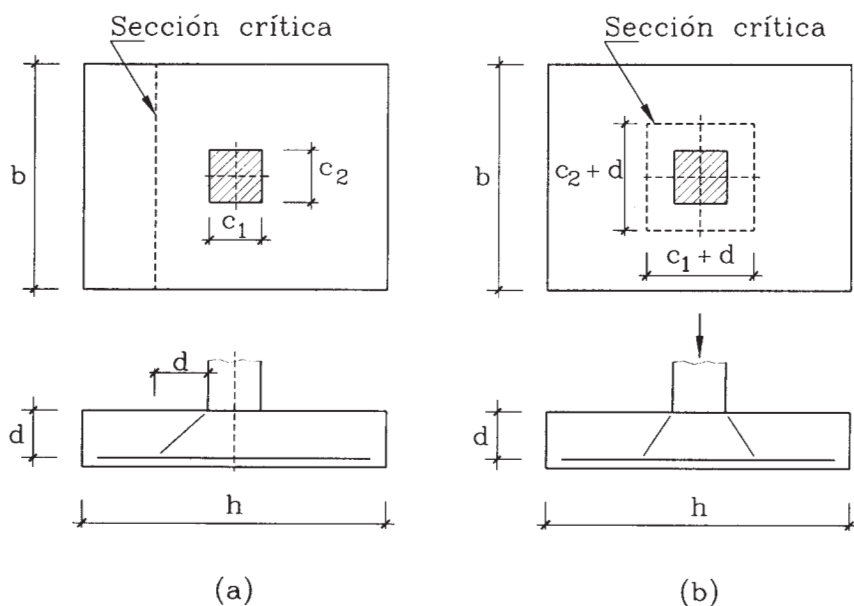 Sección crítica
b
c2
c1
d
d
h
(a)
Sección crítica
b
c2 + d
c1 + d
d
h
(b)